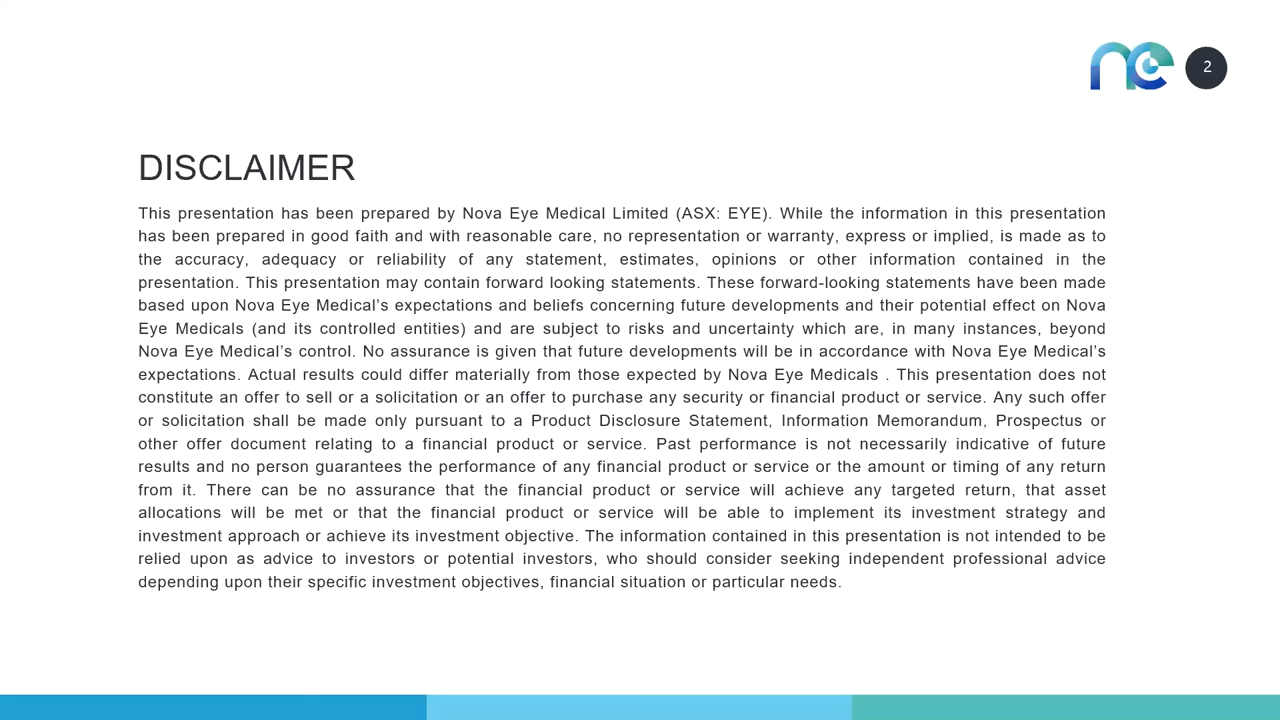 ne
2
DISCLAIMER
This presentation has been prepared by Nova Eye Medical Limited (ASX: EYE). While the information in this presentation
has been prepared in good faith and with reasonable care, no representation or warranty, express or implied, is made as to
the accuracy, adequacy or reliability of any statement, estimates, opinions or other information contained in the
presentation. This presentation may contain forward looking statements. These forward-looking statements have been made
based upon Nova Eye Medical’s expectations and beliefs concerning future developments and their potential effect on Nova
Eye Medicals (and its controlled entities) and are subject to risks and uncertainty which are, in many instances, beyond
Nova Eye Medical’s control. No assurance is given that future developments will be in accordance with Nova Eye Medical’s
expectations. Actual results could differ materially from those expected by Nova Eye Medicals . This presentation does not
constitute an offer to sell or a solicitation or an offer to purchase any security or financial product or service. Any such offer
or solicitation shall be made only pursuant to a Product Disclosure Statement, Information Memorandum, Prospectus or
other offer document relating to a financial product or service. Past performance is not necessarily indicative of future
results and no person guarantees the performance of any financial product or service or the amount or timing of any return
from it. There can be no assurance that the financial product or service will achieve any targeted return, that asset
allocations will be met or that the financial product or service will be able to implement its investment strategy and
investment approach or achieve its investment objective. The information contained in this presentation is not intended to be
relied upon as advice to investors or potential investors, who should consider seeking independent professional advice
depending upon their specific investment objectives, financial situation or particular needs.